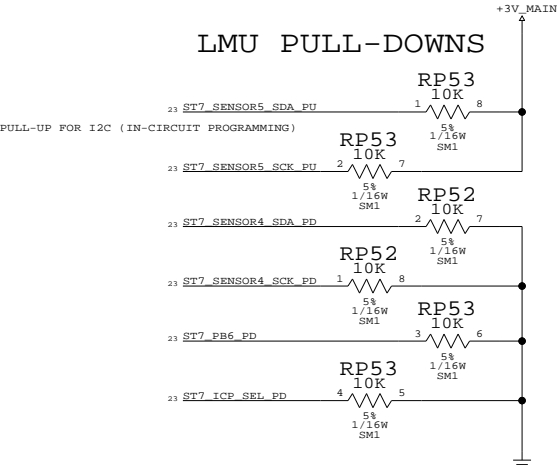 +3V_MAIN
LMU PULL-DOWNS
RP53
10K
23 ST7_SENSOR5_SDA_PU 1 8
5%
1/16W
SM1
PULL-UP FOR I2C (IN-CIRCUIT PROGRAMMING)
RP53
10K
23 ST7_SENSOR5_SCK_PU 2 7
5%
1/16W
SM1
RP52
10K
23 ST7_SENSOR4_SDA_PD 2 7
5%
1/16W
SM1
RP52
10K
23 ST7_SENSOR4_SCK_PD 1 8
5%
1/16W
SM1
RP53
10K
23 ST7_PB6_PD 3 6
5%
1/16W
SM1
RP53
10K
23 ST7_ICP_SEL_PD 4 5
5%
1/16W
SM1